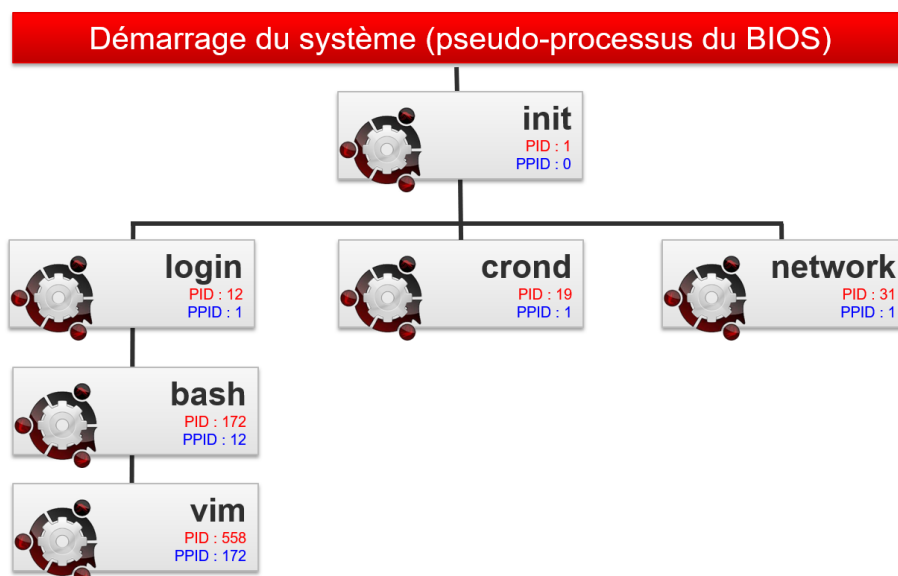 Démarrage du système (pseudo-processus du BIOS)
init
PID : 1
PPID : 0
login
PID : 12
PPID : 1
crond
PID : 19
PPID : 1
network
PID : 31
PPID : 1
bash
PID : 172
PPID : 12
vim
PID : 558
PPID : 172